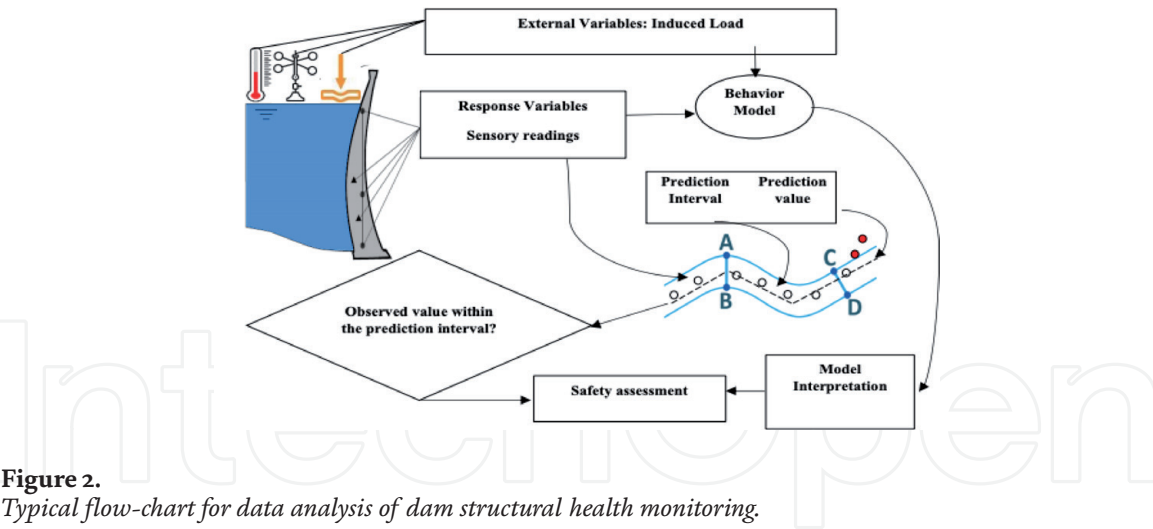 External Variables: Induced Load
Behavior
Model
Response Variables
Sensory readings
Prediction
Interval
Prediction
value
A
B
C
D
Observed value within
the prediction interval?
Safety assessment
Model
Interpretation
IntechOpen
Figure 2.
Typical flow-chart for data analysis of dam structural health monitoring.